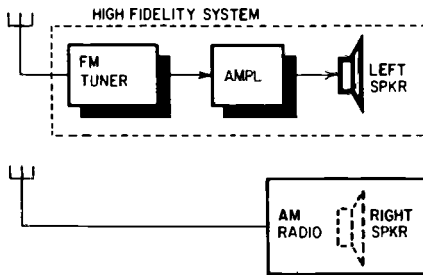 HIGH FIDELITY SYSTEM
FM
TUNER
AMPL
LEFT
SPKR
AM
RADIO
RIGHT
SPKR